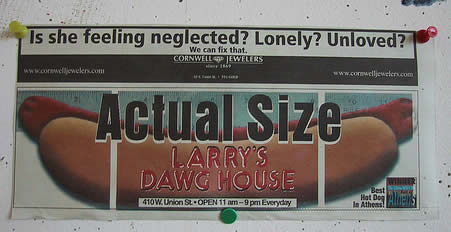 Is she feeling neglected? Lonely? Unloved?
We can fix that.
CORNWELL JEWELERS
since 1869
www.cornwelljewelers.com
www.cornwelljewelers.com
Actual Size
LARRY'S
DAWG HOUSE
410 W. Union St. • OPEN 11 am – 9 pm Everyday
Best
Hot Dog
in Athens!